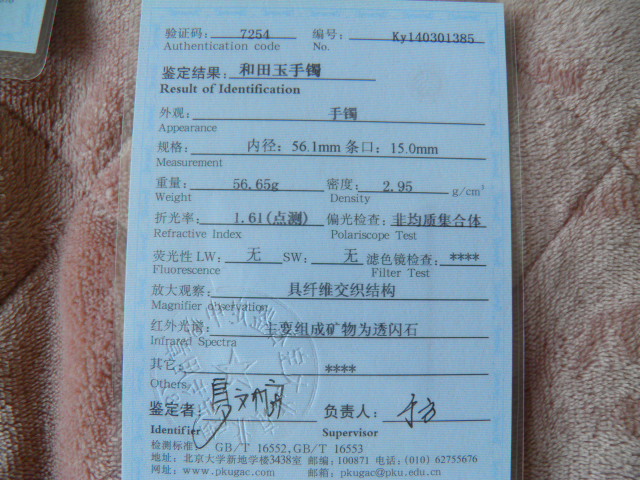 验证码: 7254 编号: Ky140301385
Authentication code No.
鉴定结果: 和田玉手镯
Result of Identification
外观: 手镯
Appearance
规格: 内径: 56.1mm 条口: 15.0mm
Measurement
重量: 56.65g 密度: 2.95 g/cm³
Weight Density
折光率: 1.61(点测) 偏光检查: 非均质集合体
Refractive Index Polariscope Test
荧光性 LW: 无 SW: 无 滤色镜检查: ****
Fluorescence Filter Test
放大观察: 具纤维交织结构
Magnifier observation
红外光谱: 主要组成矿物为透闪石
Infrared Spectra
其它: ****
Others
鉴定者: 负责人: 于方
Identifier Supervisor
检测标准: GB/T 16552, GB/T 16553
地址: 北京大学新地学楼3438室 邮编: 100871 电话: (010) 62755676
网址: www.pkugac.com 邮箱: pkugac@pku.edu.cn